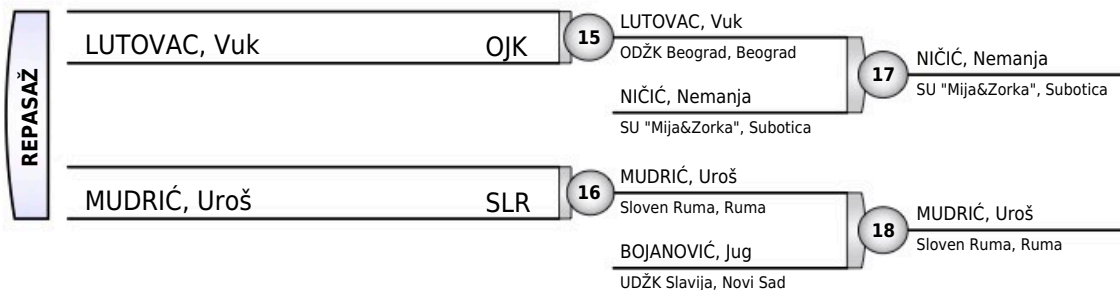 REPASAŽ
LUTOVAC, Vuk OJK
15
LUTOVAC, Vuk
ODŽK Beograd, Beograd
NIČIĆ, Nemanja
SU "Mija&Zorka", Subotica
17
NIČIĆ, Nemanja
SU "Mija&Zorka", Subotica
MUDRIĆ, Uroš SLR
16
MUDRIĆ, Uroš
Sloven Ruma, Ruma
BOJANOVIĆ, Jug
UDŽK Slavija, Novi Sad
18
MUDRIĆ, Uroš
Sloven Ruma, Ruma